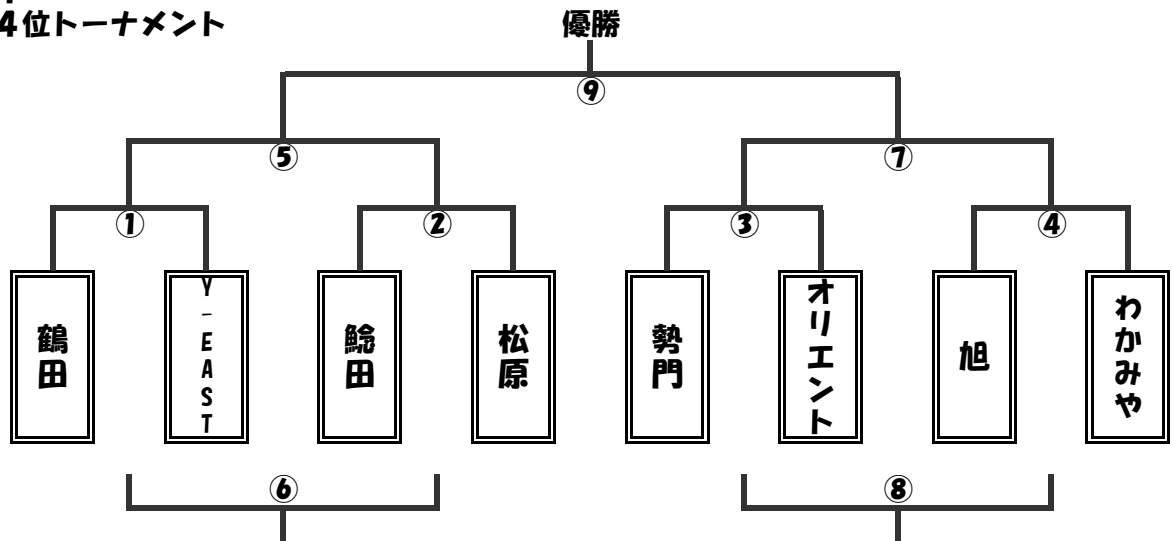 4位トーナメント
優勝
⑨
⑤
⑦
①
②
③
④
鶴田
Y-EAST
鯰田
松原
勢門
オリエント
旭
わかみや
⑥
⑧